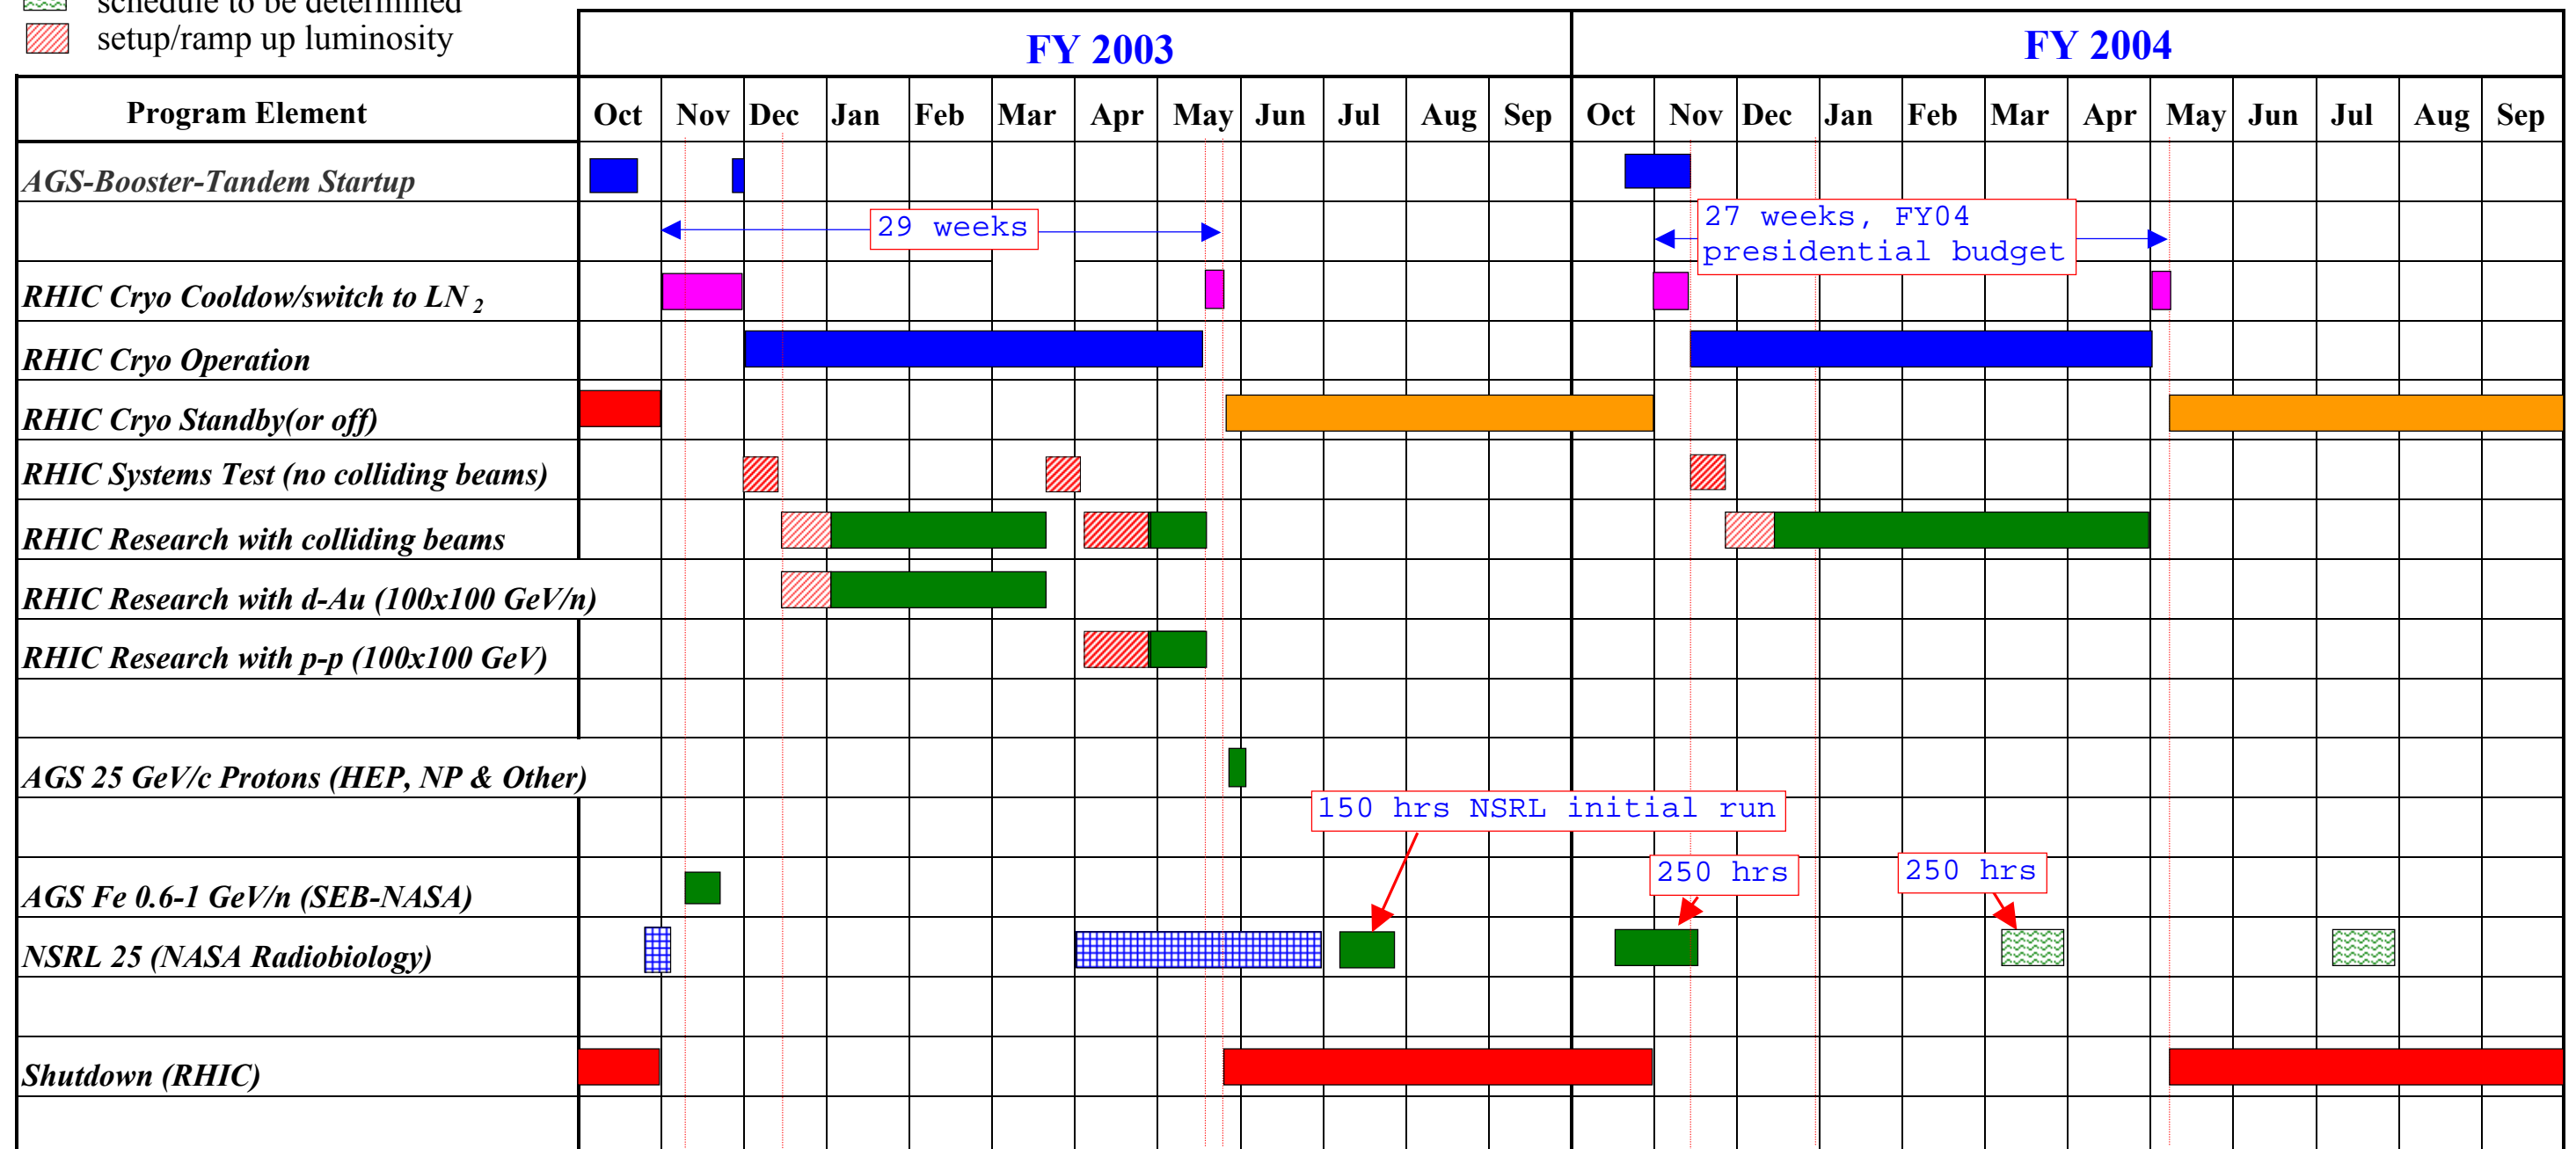 schedule to be determined
setup/ramp up luminosity
FY 2003 FY 2004
Program Element Oct Nov Dec Jan Feb Mar Apr May Jun Jul Aug Sep Oct Nov Dec Jan Feb Mar Apr May Jun Jul Aug Sep
AGS-Booster-Tandem Startup
29 weeks
27 weeks, FY04
presidential budget
RHIC Cryo Cooldow/switch to LN 2
RHIC Cryo Operation
RHIC Cryo Standby(or off)
RHIC Systems Test (no colliding beams)
RHIC Research with colliding beams
RHIC Research with d-Au (100x100 GeV/n)
RHIC Research with p-p (100x100 GeV)
AGS 25 GeV/c Protons (HEP, NP & Other)
150 hrs NSRL initial run
250 hrs
250 hrs
AGS Fe 0.6-1 GeV/n (SEB-NASA)
NSRL 25 (NASA Radiobiology)
Shutdown (RHIC)